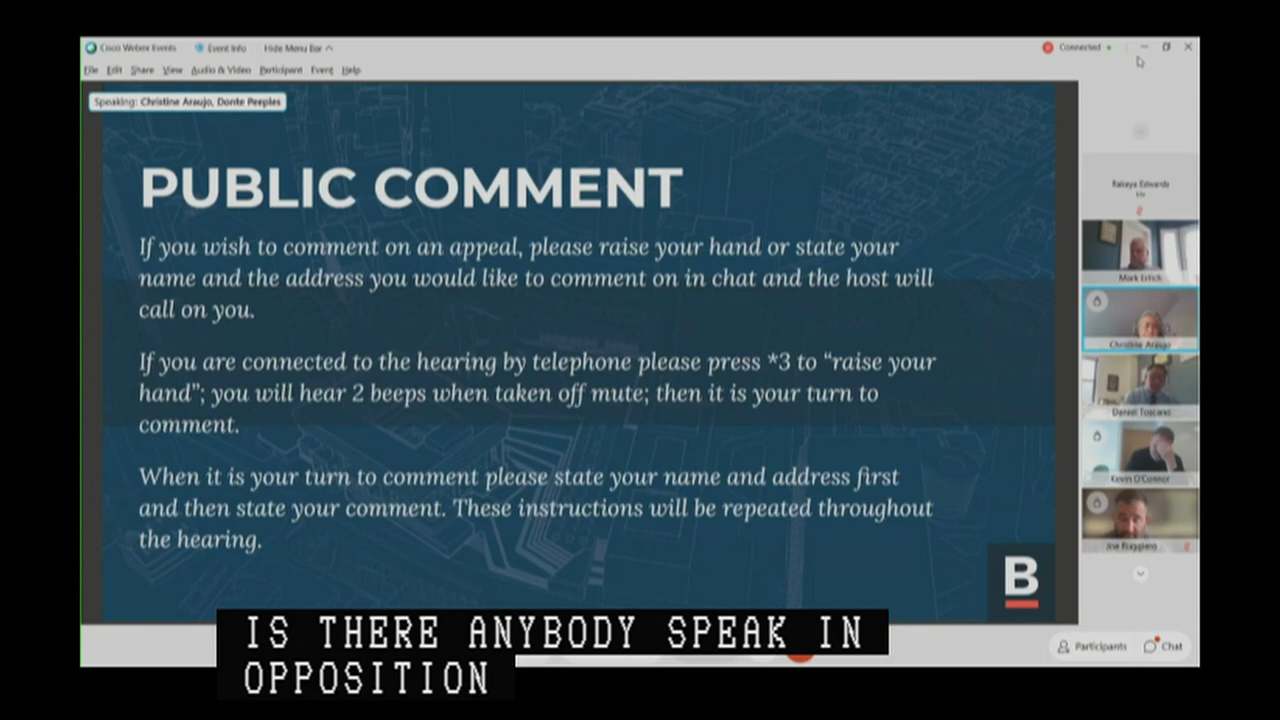 Cisco Webex Events Event Info Hide Menu Bar Connected
File Edit Share View Audio & Video Participant Event Help
Speaking: Christine Araujo, Donte Peeples
PUBLIC COMMENT
If you wish to comment on an appeal, please raise your hand or state your
name and the address you would like to comment on in chat and the host will
call on you.
If you are connected to the hearing by telephone please press *3 to “raise your
hand”; you will hear 2 beeps when taken off mute; then it is your turn to
comment.
When it is your turn to comment please state your name and address first
and then state your comment. These instructions will be repeated throughout
the hearing.
B
Rakaya Edwards
Mark Erlich
Christine Araujo
Daniel Toscano
Kevin O'Connor
Joe Ruggiero
Participants Chat
IS THERE ANYBODY SPEAK IN
OPPOSITION